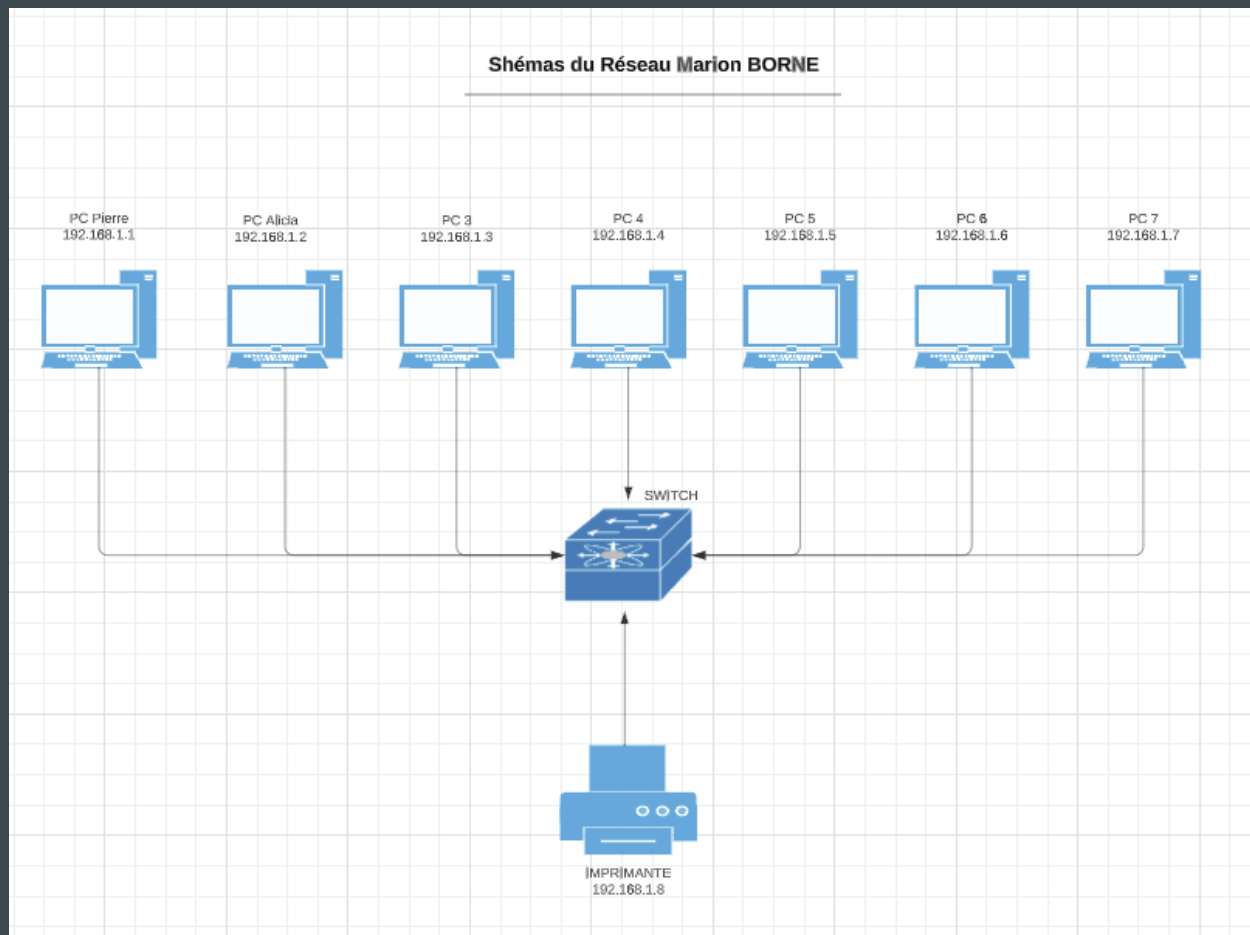 Shémas du Réseau Marion BORNE
PC Pierre
192.168.1.1
PC Alicia
192.168.1.2
PC 3
192.168.1.3
PC 4
192.168.1.4
PC 5
192.168.1.5
PC 6
192.168.1.6
PC 7
192.168.1.7
SWITCH
IMPRIMANTE
192.168.1.8